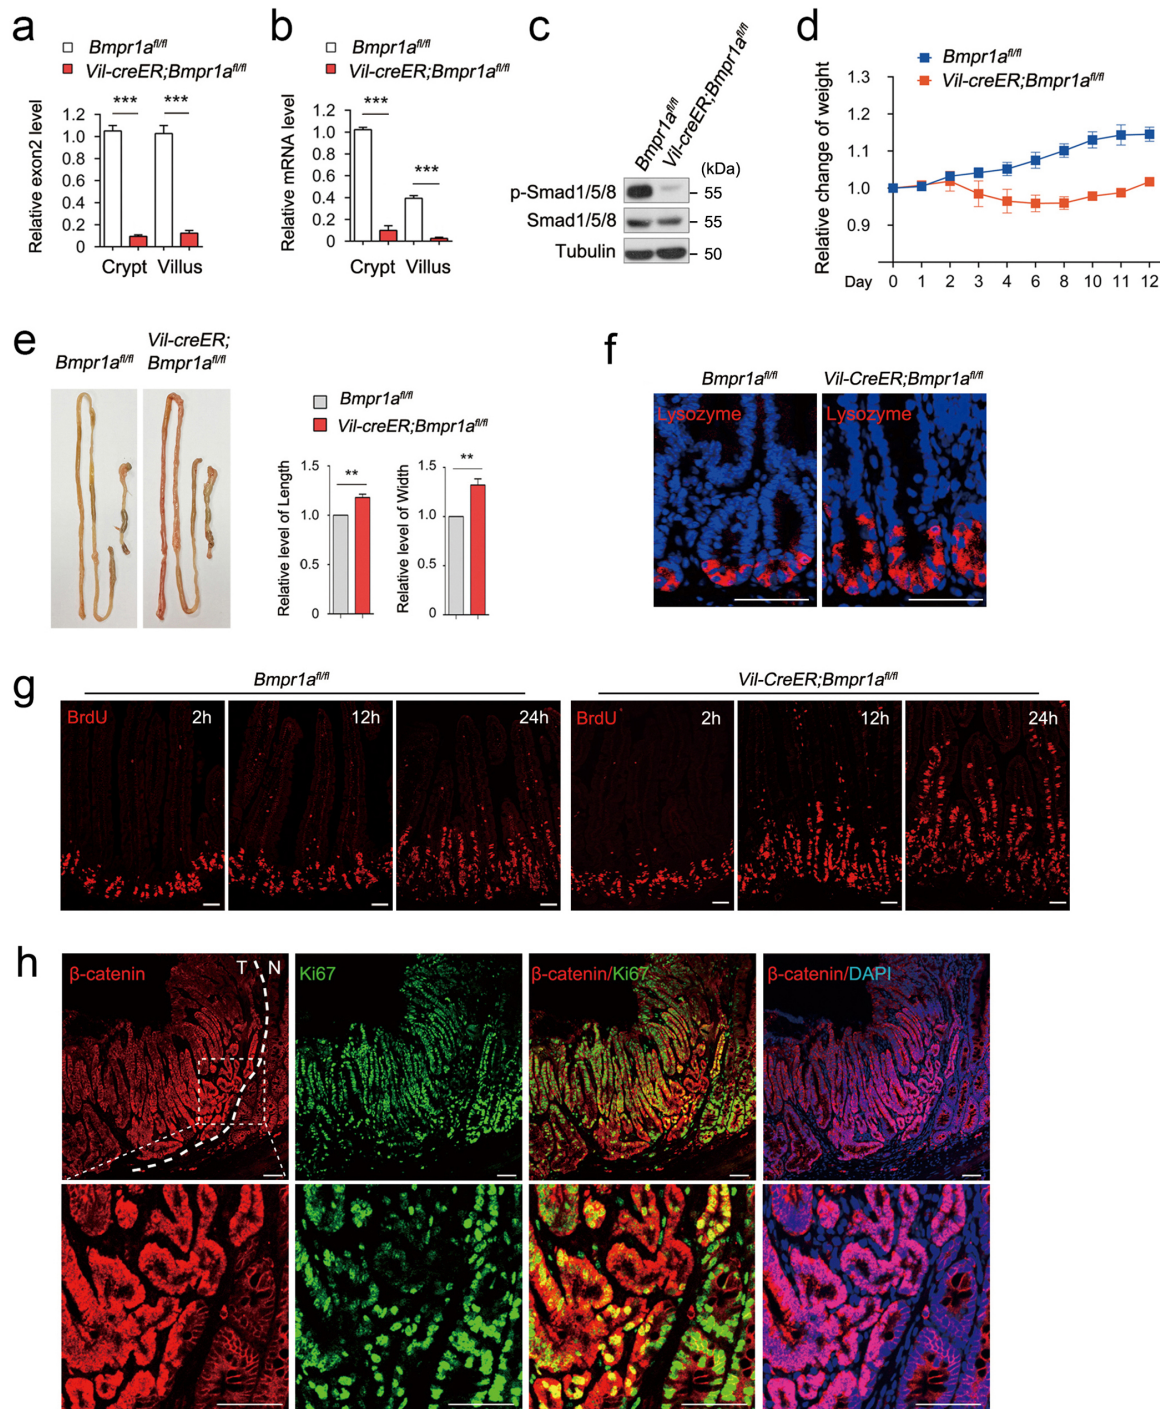 a
Bmpr1a^fl/fl
Vil-creER;Bmpr1a^fl/fl
Relative exon2 level
1.2
1.0
0.8
0.6
0.4
0.2
0
***
***
Crypt
Villus
b
Bmpr1a^fl/fl
Vil-creER;Bmpr1a^fl/fl
Relative mRNA level
1.2
1.0
0.8
0.6
0.4
0.2
0
***
***
Crypt
Villus
c
Bmpr1a^fl/fl
Vil-creER;Bmpr1a^fl/fl
(kDa)
p-Smad1/5/8
55
Smad1/5/8
55
Tubulin
50
d
Bmpr1a^fl/fl
Vil-creER;Bmpr1a^fl/fl
Relative change of weight
1.3
1.2
1.1
1.0
0.9
Day 0 1 2 3 4 6 8 10 11 12
e
Bmpr1a^fl/fl
Vil-creER;
Bmpr1a^fl/fl
Bmpr1a^fl/fl
Vil-creER;Bmpr1a^fl/fl
Relative level of Length
1.5
1.0
0.5
0
**
Relative level of Width
1.5
1.0
0.5
0
**
f
Bmpr1a^fl/fl
Vil-CreER;Bmpr1a^fl/fl
Lysozyme
Lysozyme
g
Bmpr1a^fl/fl
Vil-CreER;Bmpr1a^fl/fl
BrdU
2h
12h
24h
BrdU
2h
12h
24h
h
β-catenin
T
N
Ki67
β-catenin/Ki67
β-catenin/DAPI